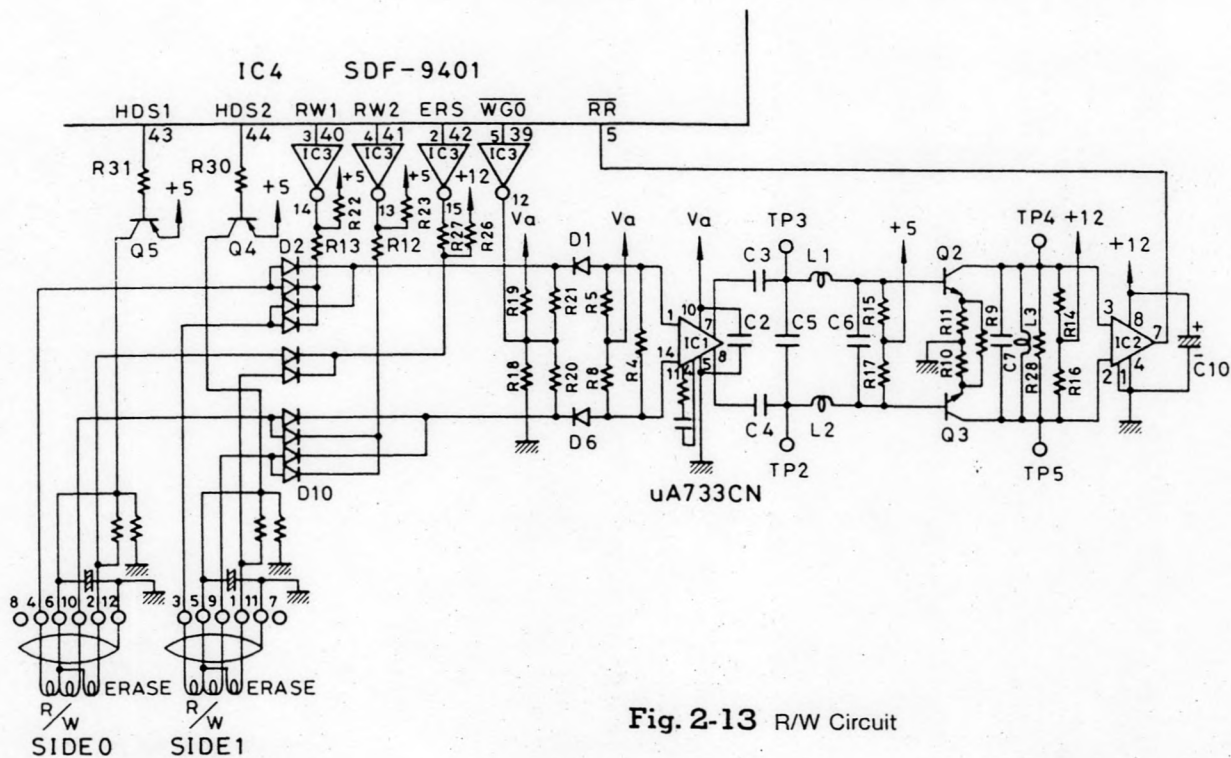 IC4 SDF-9401
HDS1 HDS2 RW1 RW2 ERS WG0 RR
43 44 3 40 4 41 2 42 5 39 5
IC3 IC3 IC3 IC3
R31 R30 +5 +5 +12
+5 +5 R22 R23 R27 R26
14 13 15 12
Q5 Q4 D2 R13 R12
Va D1 Va Va TP3 +5 Q2 TP4 +12 +12
C3 L1
R19 R21 R5 R4
1 10 7 C2 C5 C6 R15 R11 R9 L3 R14 3 8 +
IC1 IC2 7
14 11 4 5 8 R17 R10 C7 R28 R16 2 1 4 C10
R18 R20 R8
D6 C4 L2 Q3
TP2 TP5
uA733CN
D10
8 4 6 10 2 12 3 5 9 1 11 7
ERASE ERASE
R/W R/W
SIDE0 SIDE1
Fig. 2-13 R/W Circuit